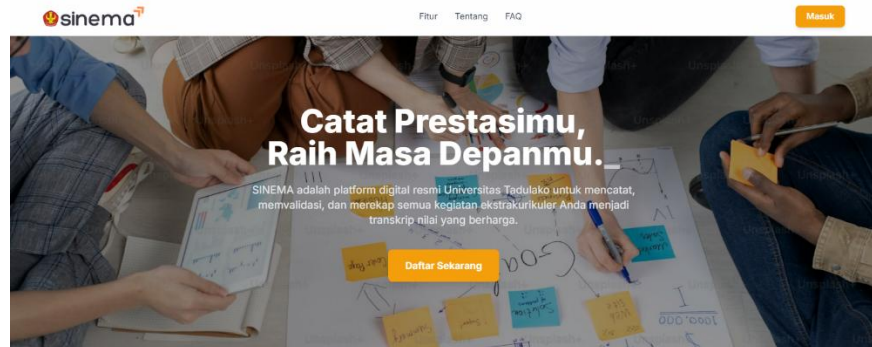 sinema
Fitur
Tentang
FAQ
Masuk
Catat Prestasimu,
Raih Masa Depanmu._
SINEMA adalah platform digital resmi Universitas Tadulako untuk mencatat,
memvalidasi, dan merekap semua kegiatan ekstrakurikuler Anda menjadi
transkrip nilai yang berharga.
Daftar Sekarang